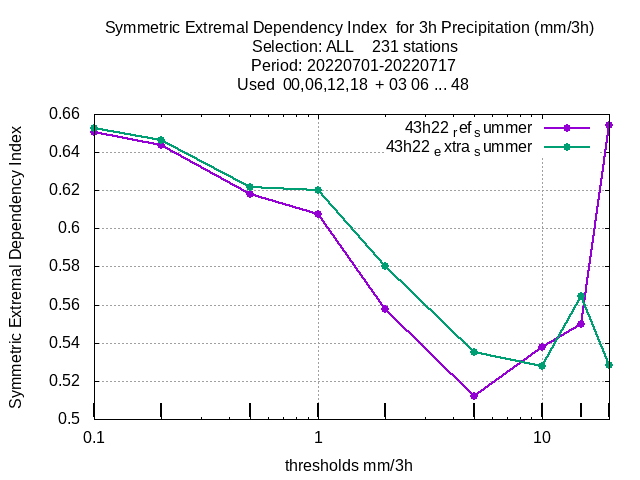 Symmetric Extremal Dependency Index  for 3h Precipitation (mm/3h)
Selection: ALL    231 stations
Period: 20220701-20220717
Used  00,06,12,18  + 03 06 ... 48
43h22 ref summer
43h22 extra summer
Symmetric Extremal Dependency Index
0.66
0.64
0.62
0.6
0.58
0.56
0.54
0.52
0.5
0.1 1 10
thresholds mm/3h